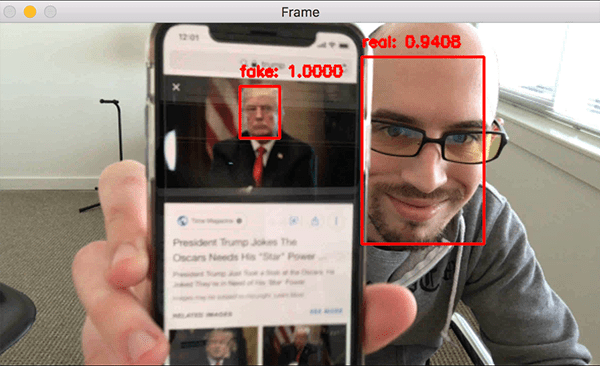 Frame
12:01
trump
real: 0.9408
fake: 1.0000
Time Magazine
President Trump Jokes The
Oscars Needs His "Star" Power ...
President Trump Just Took a Stab at the Oscars. He
Joked They're in Need of His 'Star
Images may be subject to copyright. Learn More
RELATED IMAGES
SEE MORE